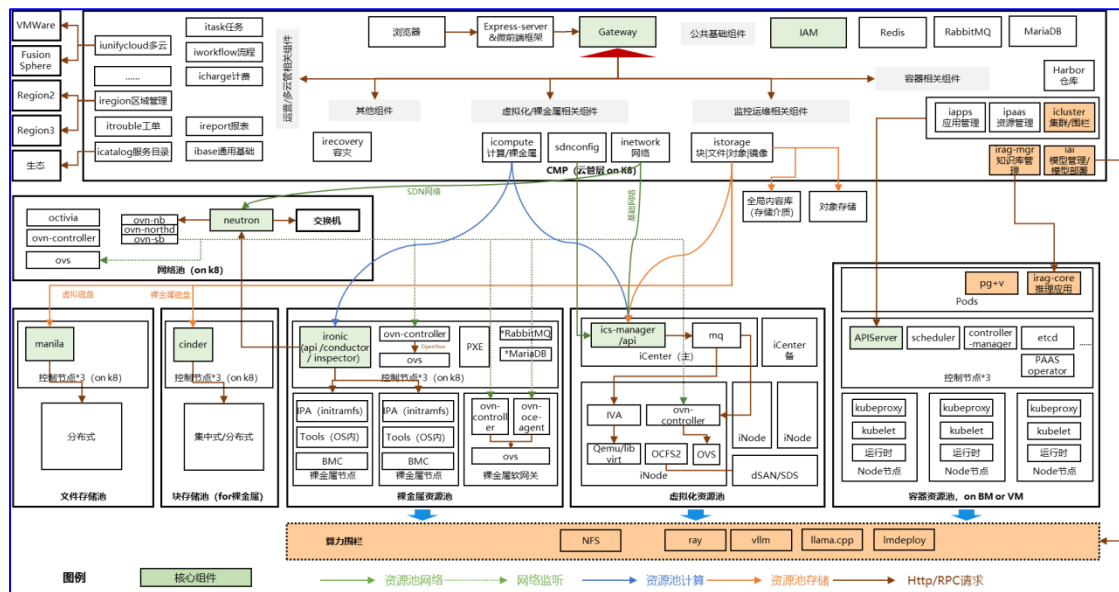 VMWare
Fusion
Sphere
Region2
Region3
生态
iunifycloud多云
......
iregion区域管理
itrouble工单
icatalog服务目录
itask任务
iworkflow流程
icharge计费
ireport报表
ibase通用基础
运营/多云管相关组件
浏览器
Express-server
&微前端框架
Gateway
公共基础组件
IAM
Redis
RabbitMQ
MariaDB
其他组件
虚拟化/裸金属相关组件
监控运维相关组件
容器相关组件
Harbor
仓库
irecovery
容灾
icompute
计算/裸金属
sdnconfig
inetwork
网络
istorage
块|文件|对象|镜像
iapps
应用管理
ipaas
资源管理
icluster
集群/围栏
irag-mgr
知识库管
理
iai
模型管理/
模型部署
CMP（云管层 on K8）
SDN网络
基础网络
全局内容库
(存储介质)
对象存储
octivia
ovn-controller
ovs
ovn-nb
ovn-northd
ovn-sb
neutron
交换机
网络池（on k8）
虚拟磁盘
裸金属磁盘
manila
控制节点*3（on k8）
分布式
文件存储池
cinder
控制节点*3（on k8）
集中式/分布式
块存储池（for裸金属）
ironic
(api /conductor
/ inspector)
ovn-controller
Openflow
ovs
PXE
*RabbitMQ
*MariaDB
控制节点*3（on k8）
IPA（initramfs）
Tools（OS内）
BMC
裸金属节点
IPA（initramfs）
Tools（OS内）
BMC
裸金属节点
ovn-controll
er
ovn-oce-
agent
ovs
裸金属软网关
裸金属资源池
ics-manager
/api
mq
iCenter（主）
iCenter
备
IVA
ovn-
controller
Qemu/lib
virt
OCFS2
OVS
iNode
iNode
iNode
dSAN/SDS
虚拟化资源池
pg+v
irag-core
推理应用
Pods
APIServer
scheduler
controller
-manager
etcd
......
PAAS
operator
控制节点*3
kubeproxy
kubelet
运行时
Node节点
kubeproxy
kubelet
运行时
Node节点
kubeproxy
kubelet
运行时
Node节点
容器资源池，on BM or VM
算力围栏
NFS
ray
vllm
llama.cpp
lmdeploy
图例
核心组件
资源池网络
网络监听
资源池计算
资源池存储
Http/RPC请求